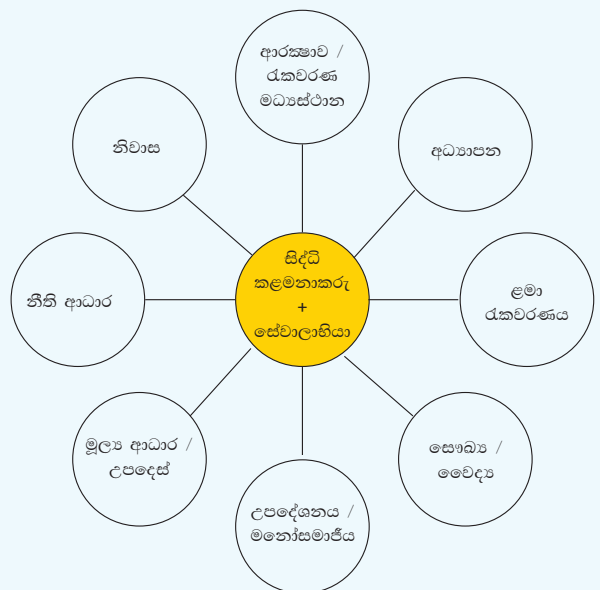 ආරක්‍ෂාව /
රැකවරණ
මධ්‍යස්ථාන
නිවාස
අධ්‍යාපන
සිද්ධි
කළමනාකරු
+
සේවාලාභියා
නීති ආධාර
ළමා
රැකවරණය
මූල්‍ය ආධාර /
උපදෙස්
සෞඛ්‍ය /
වෛද්‍ය
උපදේශනය /
මනෝසමාජීය